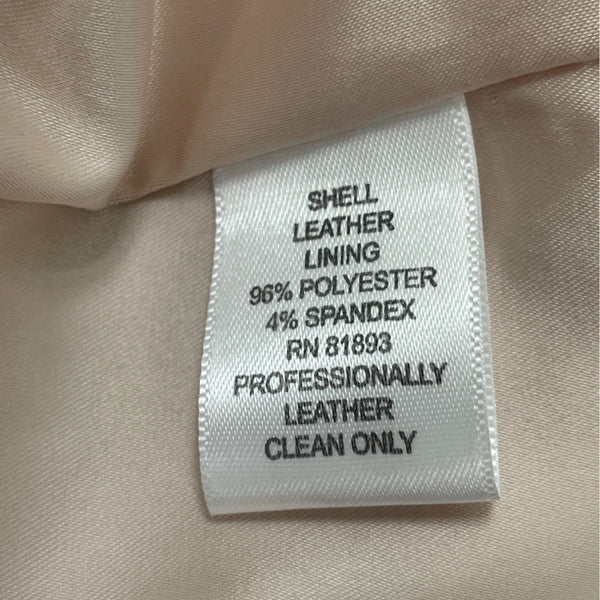 SHELL
LEATHER
LINING
96% POLYESTER
4% SPANDEX
RN 81893
PROFESSIONALLY
LEATHER
CLEAN ONLY